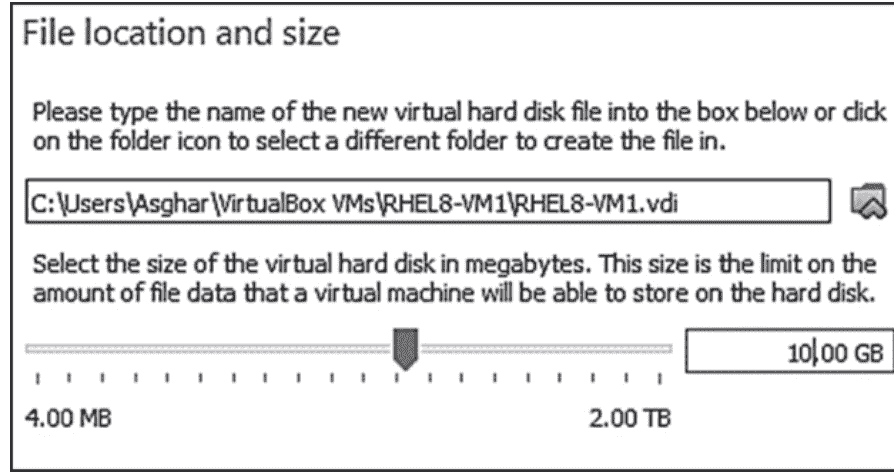 File location and size
Please type the name of the new virtual hard disk file into the box below or click
on the folder icon to select a different folder to create the file in.
C:\Users\Asghar\VirtualBox VMs\RHEL8-VM1\RHEL8-VM1.vdi
Select the size of the virtual hard disk in megabytes. This size is the limit on the
amount of file data that a virtual machine will be able to store on the hard disk.
10.00 GB
4.00 MB 2.00 TB